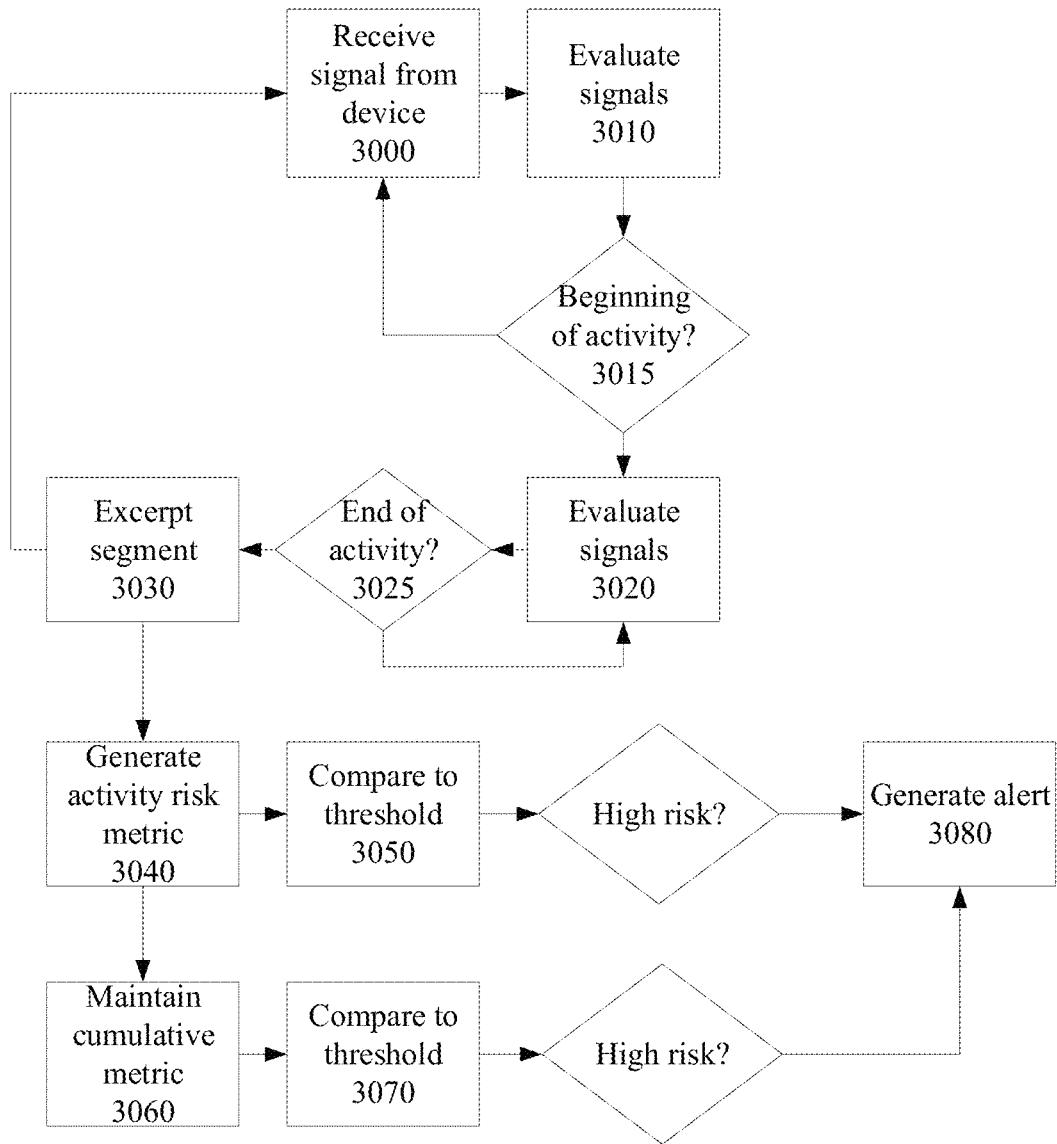 Receive
signal from
device
3000
Evaluate
signals
3010
Beginning
of activity?
3015
Excerpt
segment
3030
End of
activity?
3025
Evaluate
signals
3020
Generate
activity risk
metric
3040
Compare to
threshold
3050
High risk?
Generate alert
3080
Maintain
cumulative
metric
3060
Compare to
threshold
3070
High risk?